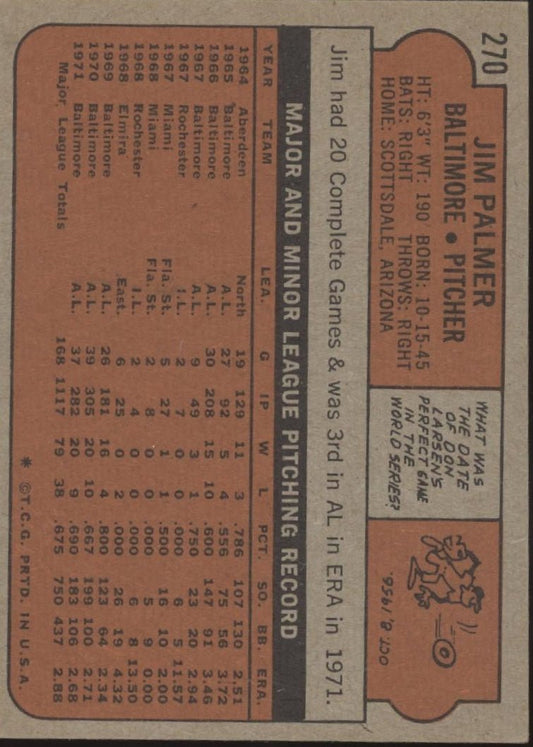 270
JIM PALMER
BALTIMORE • PITCHER
HT: 6'3" WT: 190 BORN: 10-15-45
BATS: RIGHT THROWS: RIGHT
HOME: SCOTTSDALE, ARIZONA
WHAT WAS
THE DATE
OF DON
LARSEN'S
PERFECT GAME
IN THE
WORLD SERIES?
OCT. 8, 1956.
Jim had 20 Complete Games & was 3rd in AL in ERA in 1971.
MAJOR AND MINOR LEAGUE PITCHING RECORD
YEAR TEAM LEA. G IP W L PCT. SO. BB. ERA.
1964 Aberdeen North 19 129 11 3 .786 107 130 2.51
1965 Baltimore A.L. 27 92 5 4 .556 75 56 3.72
1966 Baltimore A.L. 30 208 15 10 .600 147 91 3.46
1967 Baltimore A.L. 9 49 3 1 .750 23 20 2.94
1967 Rochester I.L. 2 7 0 0 .000 6 5 11.57
1967 Miami Fla. St. 5 27 1 1 .500 16 10 2.00
1968 Miami Fla. St. 2 8 0 0 .000 5 9 0.00
1968 Rochester I.L. 2 4 0 0 .000 6 8 13.50
1968 Elmira East. 6 25 0 2 .000 26 19 4.32
1969 Baltimore A.L. 26 181 16 4 .800 123 64 2.34
1970 Baltimore A.L. 39 305 20 10 .667 199 100 2.71
1971 Baltimore A.L. 37 282 20 9 .690 183 106 2.68
Major League Totals 168 1117 79 38 .675 750 437 2.88
* © T.C.G. PRTD. IN U.S.A.